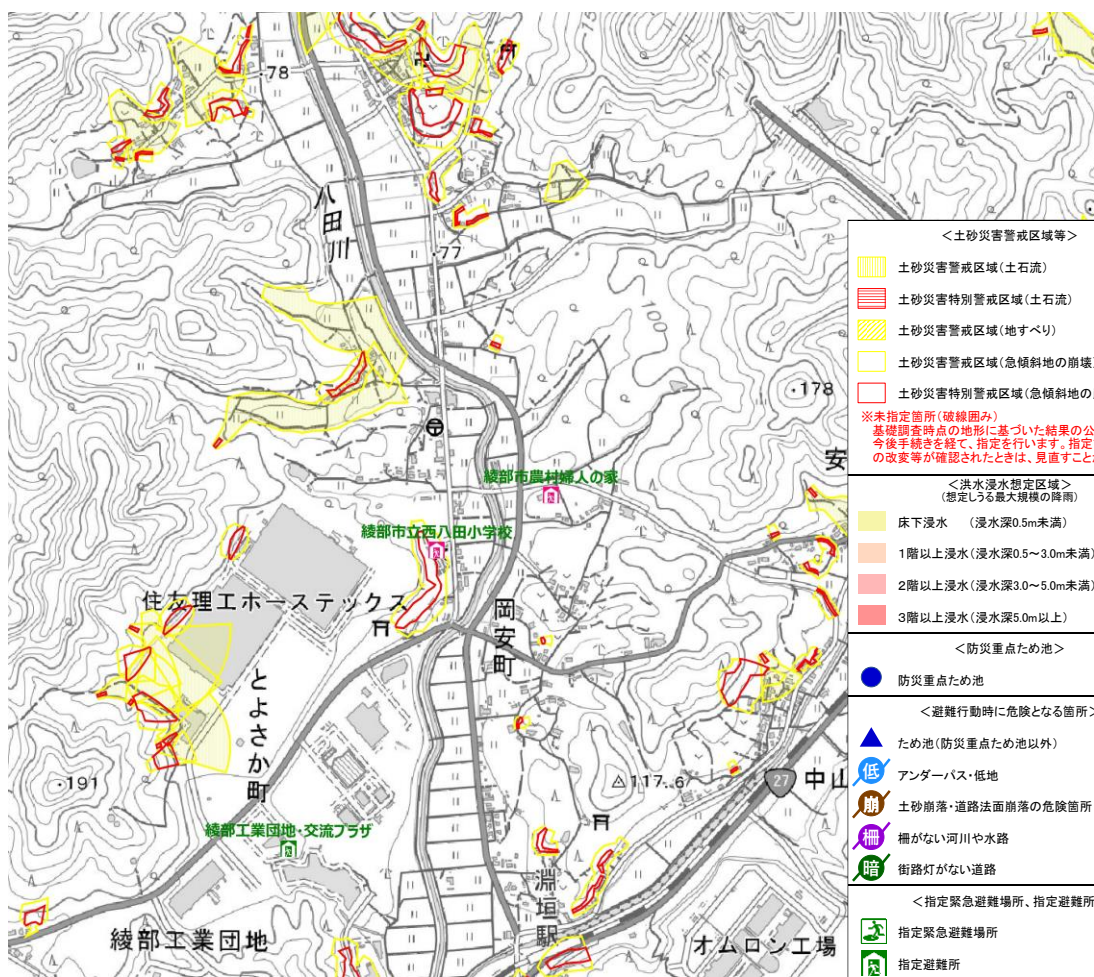 ・78
八田川
・77
100
・178
安
綾部市農村婦人の家
綾部市立西八田小学校
住友理工ホーステックス
岡安町
とよさか町
・191
△117.6
27
中山
綾部工業団地・交流プラザ
淵垣駅
綾部工業団地
オムロン工場
＜土砂災害警戒区域等＞
土砂災害警戒区域(土石流)
土砂災害特別警戒区域(土石流)
土砂災害警戒区域(地すべり)
土砂災害警戒区域(急傾斜地の崩壊)
土砂災害特別警戒区域(急傾斜地の
※未指定箇所(破線囲み)
基礎調査時点の地形に基づいた結果の公
今後手続きを経て、指定を行います。指定
の改変等が確認されたときは、見直すこと
＜洪水浸水想定区域＞
(想定しうる最大規模の降雨)
床下浸水 (浸水深0.5m未満)
1階以上浸水(浸水深0.5～3.0m未満)
2階以上浸水(浸水深3.0～5.0m未満)
3階以上浸水(浸水深5.0m以上)
＜防災重点ため池＞
防災重点ため池
＜避難行動時に危険となる箇所＞
ため池(防災重点ため池以外)
低 アンダーパス・低地
崩 土砂崩落・道路法面崩落の危険箇所
柵 柵がない河川や水路
暗 街路灯がない道路
＜指定緊急避難場所、指定避難所
指定緊急避難場所
指定避難所